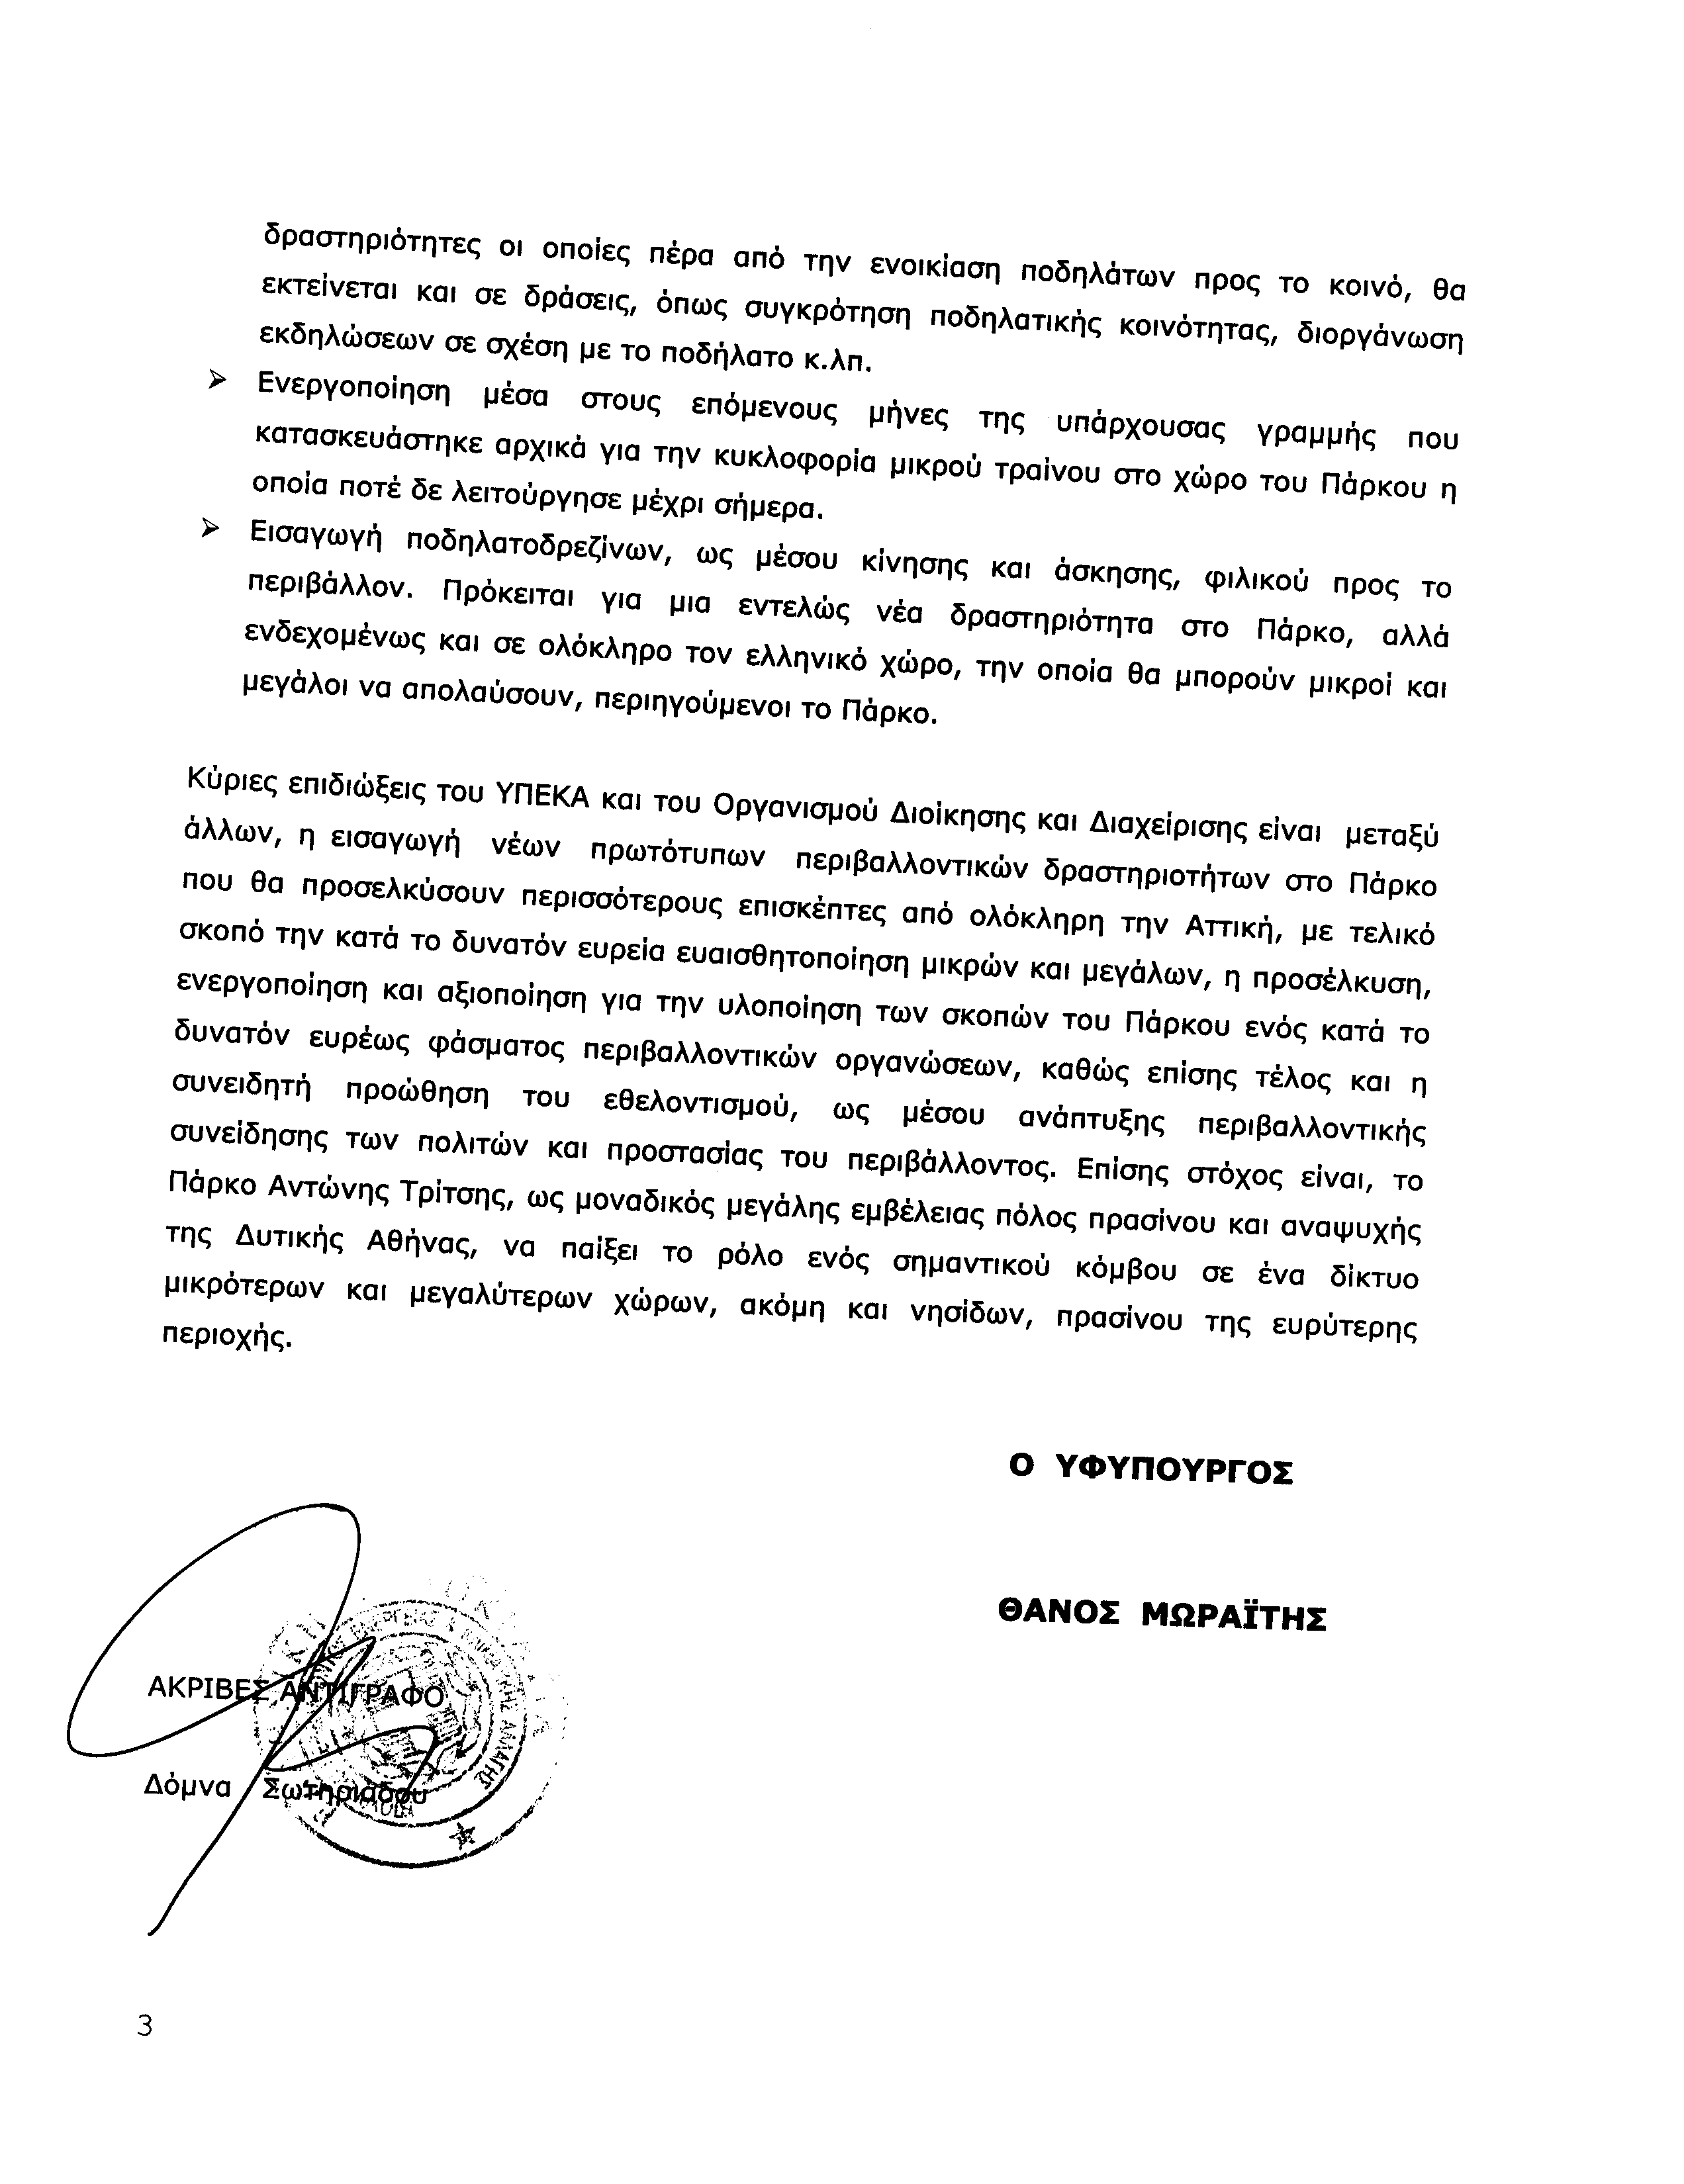 δραστηριότητες οι οποίες πέρα από την ενοικίαση ποδηλάτων προς το κοινό, θα
εκτείνεται και σε δράσεις, όπως συγκρότηση ποδηλατικής κοινότητας, διοργάνωση
εκδηλώσεων σε σχέση με το ποδήλατο κ.λπ.
➢ Ενεργοποίηση μέσα στους επόμενους μήνες της υπάρχουσας γραμμής που
κατασκευάστηκε αρχικά για την κυκλοφορία μικρού τραίνου στο χώρο του Πάρκου η
οποία ποτέ δε λειτούργησε μέχρι σήμερα.
➢ Εισαγωγή ποδηλατοδρεζίνων, ως μέσου κίνησης και άσκησης, φιλικού προς το
περιβάλλον. Πρόκειται για μια εντελώς νέα δραστηριότητα στο Πάρκο, αλλά
ενδεχομένως και σε ολόκληρο τον ελληνικό χώρο, την οποία θα μπορούν μικροί και
μεγάλοι να απολαύσουν, περιηγούμενοι το Πάρκο.
Κύριες επιδιώξεις του ΥΠΕΚΑ και του Οργανισμού Διοίκησης και Διαχείρισης είναι μεταξύ
άλλων, η εισαγωγή νέων πρωτότυπων περιβαλλοντικών δραστηριοτήτων στο Πάρκο
που θα προσελκύσουν περισσότερους επισκέπτες από ολόκληρη την Αττική, με τελικό
σκοπό την κατά το δυνατόν ευρεία ευαισθητοποίηση μικρών και μεγάλων, η προσέλκυση,
ενεργοποίηση και αξιοποίηση για την υλοποίηση των σκοπών του Πάρκου ενός κατά το
δυνατόν ευρέως φάσματος περιβαλλοντικών οργανώσεων, καθώς επίσης τέλος και η
συνειδητή προώθηση του εθελοντισμού, ως μέσου ανάπτυξης περιβαλλοντικής
συνείδησης των πολιτών και προστασίας του περιβάλλοντος. Επίσης στόχος είναι, το
Πάρκο Αντώνης Τρίτσης, ως μοναδικός μεγάλης εμβέλειας πόλος πρασίνου και αναψυχής
της Δυτικής Αθήνας, να παίξει το ρόλο ενός σημαντικού κόμβου σε ένα δίκτυο
μικρότερων και μεγαλύτερων χώρων, ακόμη και νησίδων, πρασίνου της ευρύτερης
περιοχής.
Ο ΥΦΥΠΟΥΡΓΟΣ
ΘΑΝΟΣ ΜΩΡΑΪΤΗΣ
ΑΚΡΙΒΕΣ ΑΝΤΙΓΡΑΦΟ
Δόμνα Σωτηριάδου
3